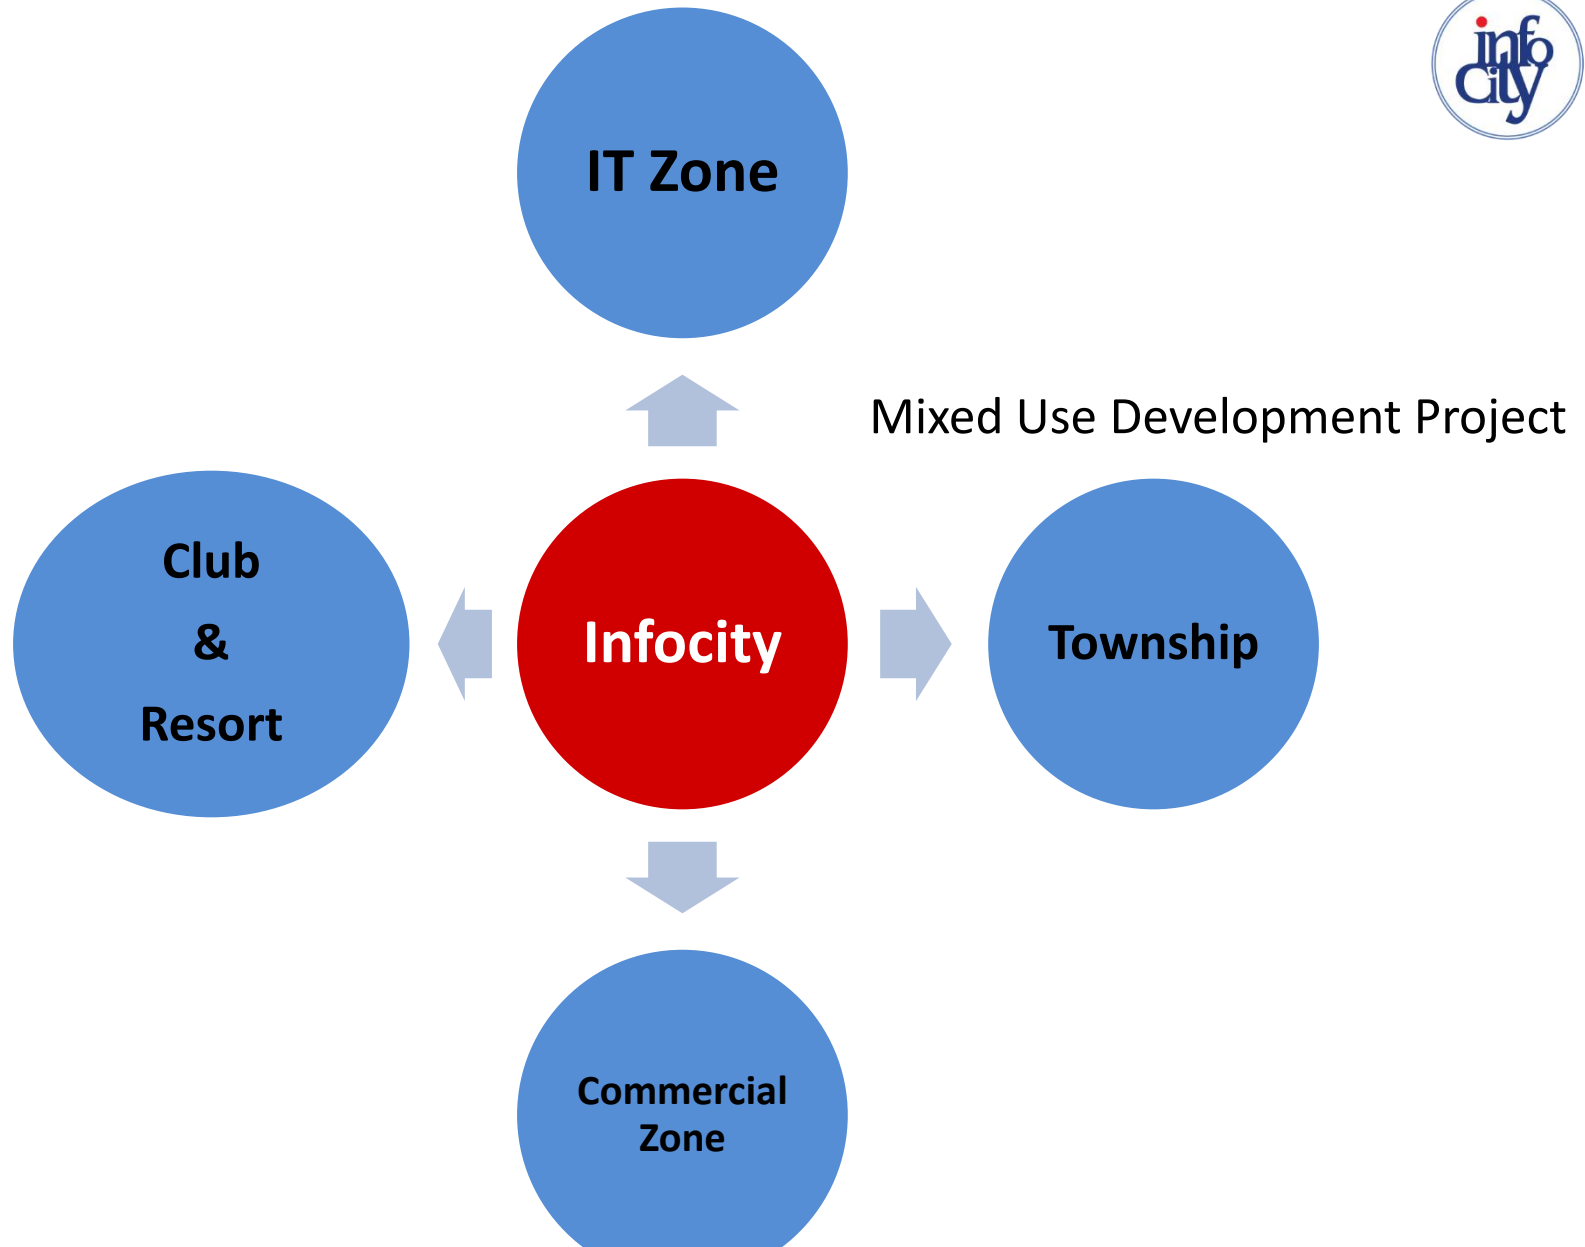 info
City
IT Zone
Mixed Use Development Project
Club
&
Resort
Infocity
Township
Commercial
Zone